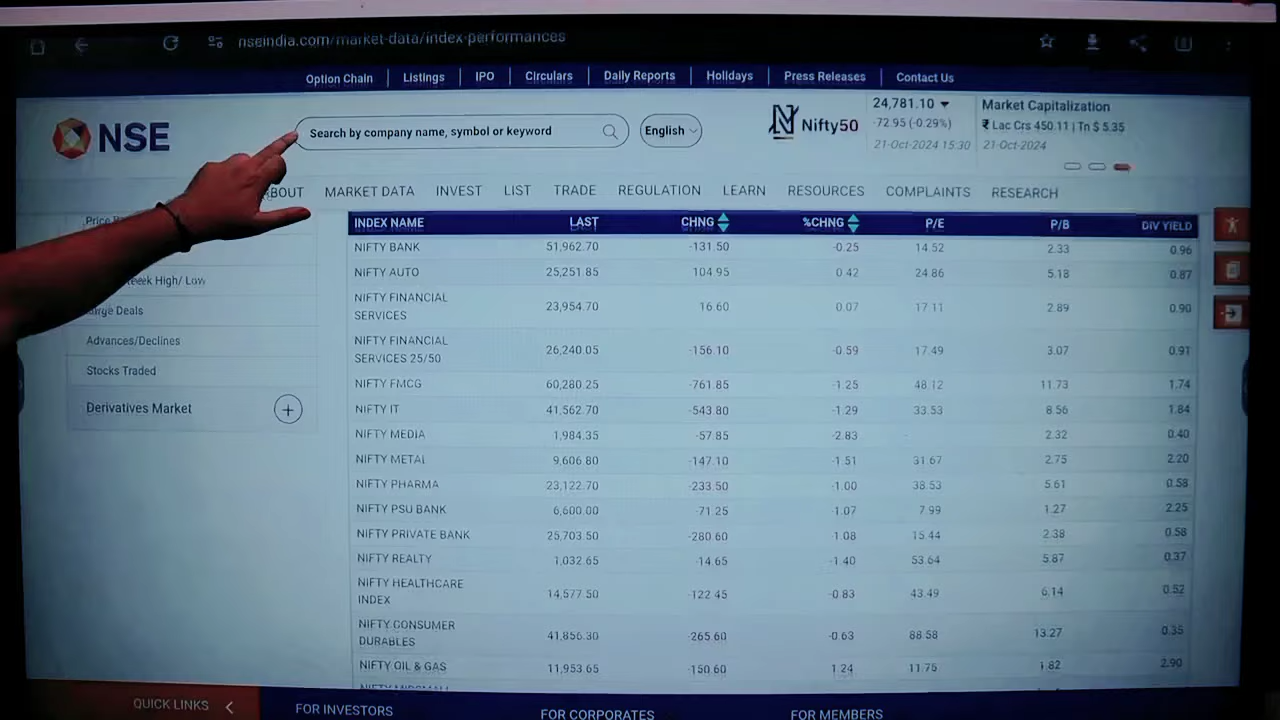 nseindia.com/market-data/index-performances
Option Chain | Listings | IPO | Circulars | Daily Reports | Holidays | Press Releases | Contact Us
NSE
Search by company name, symbol or keyword
English
Nifty50
24,781.10
-72.95 (-0.29%)
21-Oct-2024 15:30
Market Capitalization
₹ Lac Crs 450.11 | Tn $ 5.35
21-Oct-2024
MARKET DATA INVEST LIST TRADE REGULATION LEARN RESOURCES COMPLAINTS RESEARCH
Price
High/ Low
Deals
Advances/Declines
Stocks Traded
Derivatives Market
INDEX NAME LAST CHNG %CHNG P/E P/B DIV YIELD
NIFTY BANK 51,962.70 -131.50 -0.25 14.52 2.33 0.96
NIFTY AUTO 25,251.85 104.95 0.42 24.86 5.18 0.87
NIFTY FINANCIAL
SERVICES 23,954.70 16.60 0.07 17.11 2.89 0.90
NIFTY FINANCIAL
SERVICES 25/50 26,240.05 -156.10 -0.59 17.49 3.07 0.91
NIFTY FMCG 60,280.25 -761.85 -1.25 48.12 11.73 1.74
NIFTY IT 41,562.70 -543.80 -1.29 33.53 8.56 1.84
NIFTY MEDIA 1,984.35 -57.85 -2.83 - 2.32 0.40
NIFTY METAL 9,606.80 -147.10 -1.51 31.67 2.75 2.20
NIFTY PHARMA 23,122.70 -233.50 -1.00 38.53 5.61 0.58
NIFTY PSU BANK 6,600.00 -71.25 -1.07 7.99 1.27 2.25
NIFTY PRIVATE BANK 25,703.50 -280.60 1.08 15.44 2.38 0.58
NIFTY REALTY 1,032.65 -14.65 -1.40 53.64 5.87 0.37
NIFTY HEALTHCARE
INDEX 14,577.50 -122.45 -0.83 43.49 6.14 0.52
NIFTY CONSUMER
DURABLES 41,856.30 -265.60 -0.63 88.58 13.27 0.35
NIFTY OIL & GAS 11,953.65 -150.60 1.24 11.75 1.82 2.90
QUICK LINKS
FOR INVESTORS
FOR CORPORATES
FOR MEMBERS